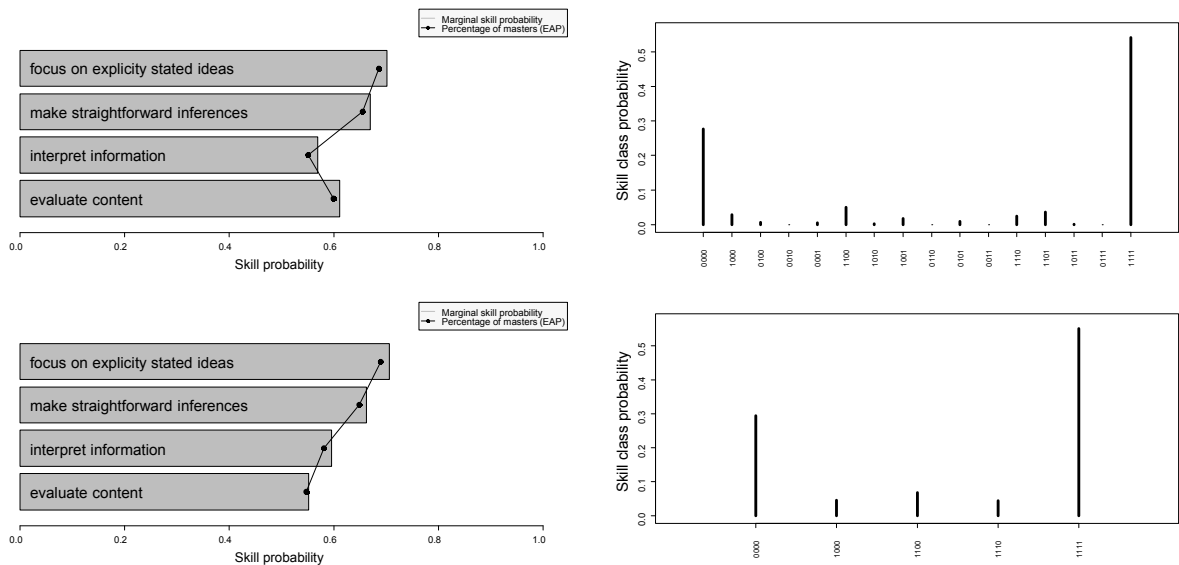 Marginal skill probability
Percentage of masters (EAP)
focus on explicity stated ideas
make straightforward inferences
interpret information
evaluate content
0.0 0.2 0.4 0.6 0.8 1.0
Skill probability
Skill class probability
0.5
0.4
0.3
0.2
0.1
0.0
0000 1000 0100 0010 0001 1100 1010 1001 0110 0101 0011 1110 1101 1011 0111 1111
Marginal skill probability
Percentage of masters (EAP)
focus on explicity stated ideas
make straightforward inferences
interpret information
evaluate content
0.0 0.2 0.4 0.6 0.8 1.0
Skill probability
Skill class probability
0.5
0.4
0.3
0.2
0.1
0.0
0000 1000 1100 1110 1111